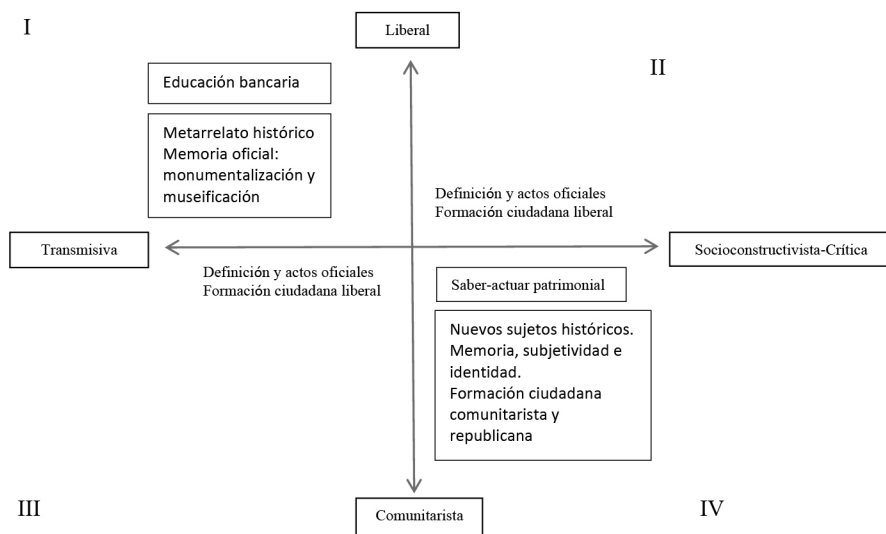 I
Liberal
II
Educación bancaria
Metarrelato histórico
Memoria oficial:
monumentalización y
museificación
Definición y actos oficiales
Formación ciudadana liberal
Transmisiva
Socioconstructivista-Crítica
Definición y actos oficiales
Formación ciudadana liberal
Saber-actuar patrimonial
Nuevos sujetos históricos.
Memoria, subjetividad e
identidad.
Formación ciudadana
comunitarista y
republicana
III
Comunitarista
IV